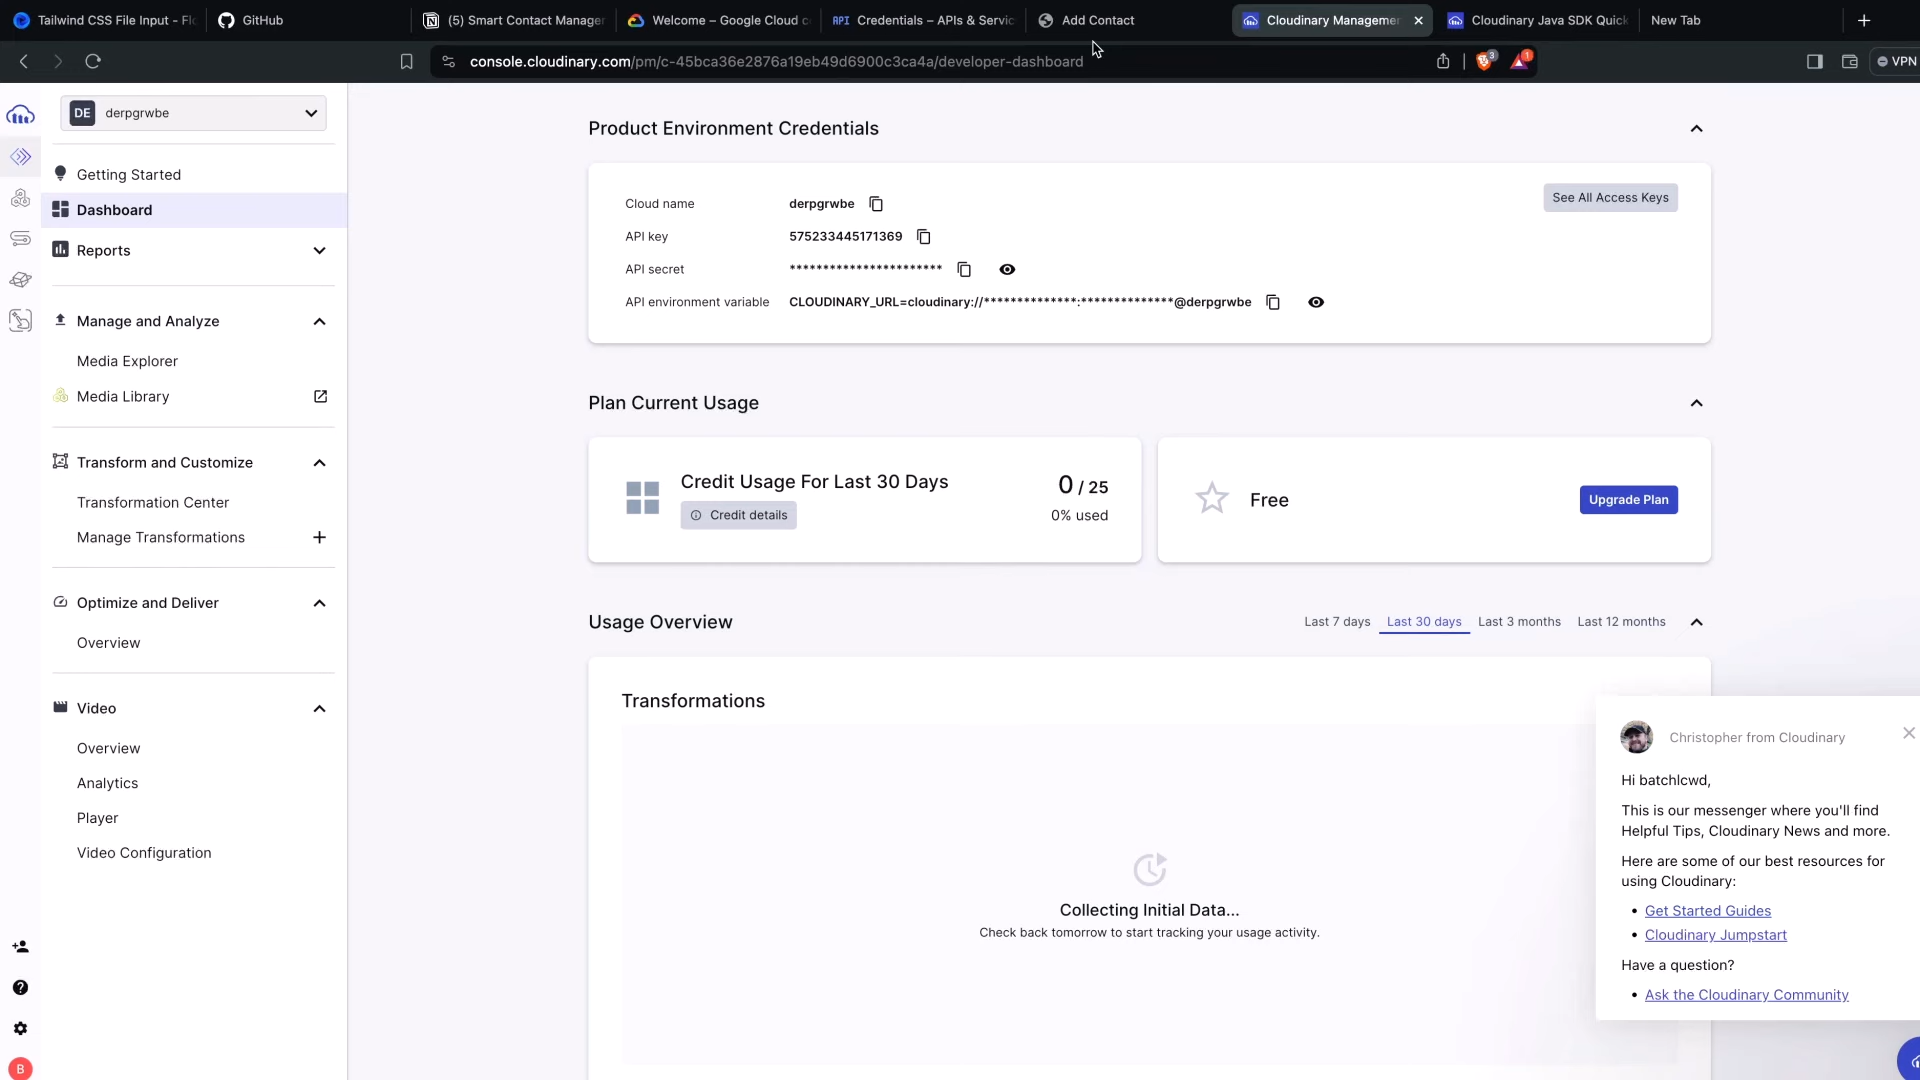 Tailwind CSS File Input - Flo
GitHub
(5) Smart Contact Manager
Welcome – Google Cloud c
API Credentials – APIs & Servic
Add Contact
Cloudinary Managemen
Cloudinary Java SDK Quick
New Tab
console.cloudinary.com/pm/c-45bca36e2876a19eb49d6900c3ca4a/developer-dashboard
3
1
VPN
DE derpgrwbe
Getting Started
Dashboard
Reports
Manage and Analyze
Media Explorer
Media Library
Transform and Customize
Transformation Center
Manage Transformations
Optimize and Deliver
Overview
Video
Overview
Analytics
Player
Video Configuration
B
Product Environment Credentials
See All Access Keys
Cloud name derpgrwbe
API key 575233445171369
API secret ***********************
API environment variable CLOUDINARY_URL=cloudinary://**************:**************@derpgrwbe
Plan Current Usage
Credit Usage For Last 30 Days
Credit details
0 / 25
0% used
Free
Upgrade Plan
Usage Overview
Last 7 days Last 30 days Last 3 months Last 12 months
Transformations
Collecting Initial Data...
Check back tomorrow to start tracking your usage activity.
Christopher from Cloudinary
Hi batchlcwd,
This is our messenger where you'll find
Helpful Tips, Cloudinary News and more.
Here are some of our best resources for
using Cloudinary:
• Get Started Guides
• Cloudinary Jumpstart
Have a question?
• Ask the Cloudinary Community